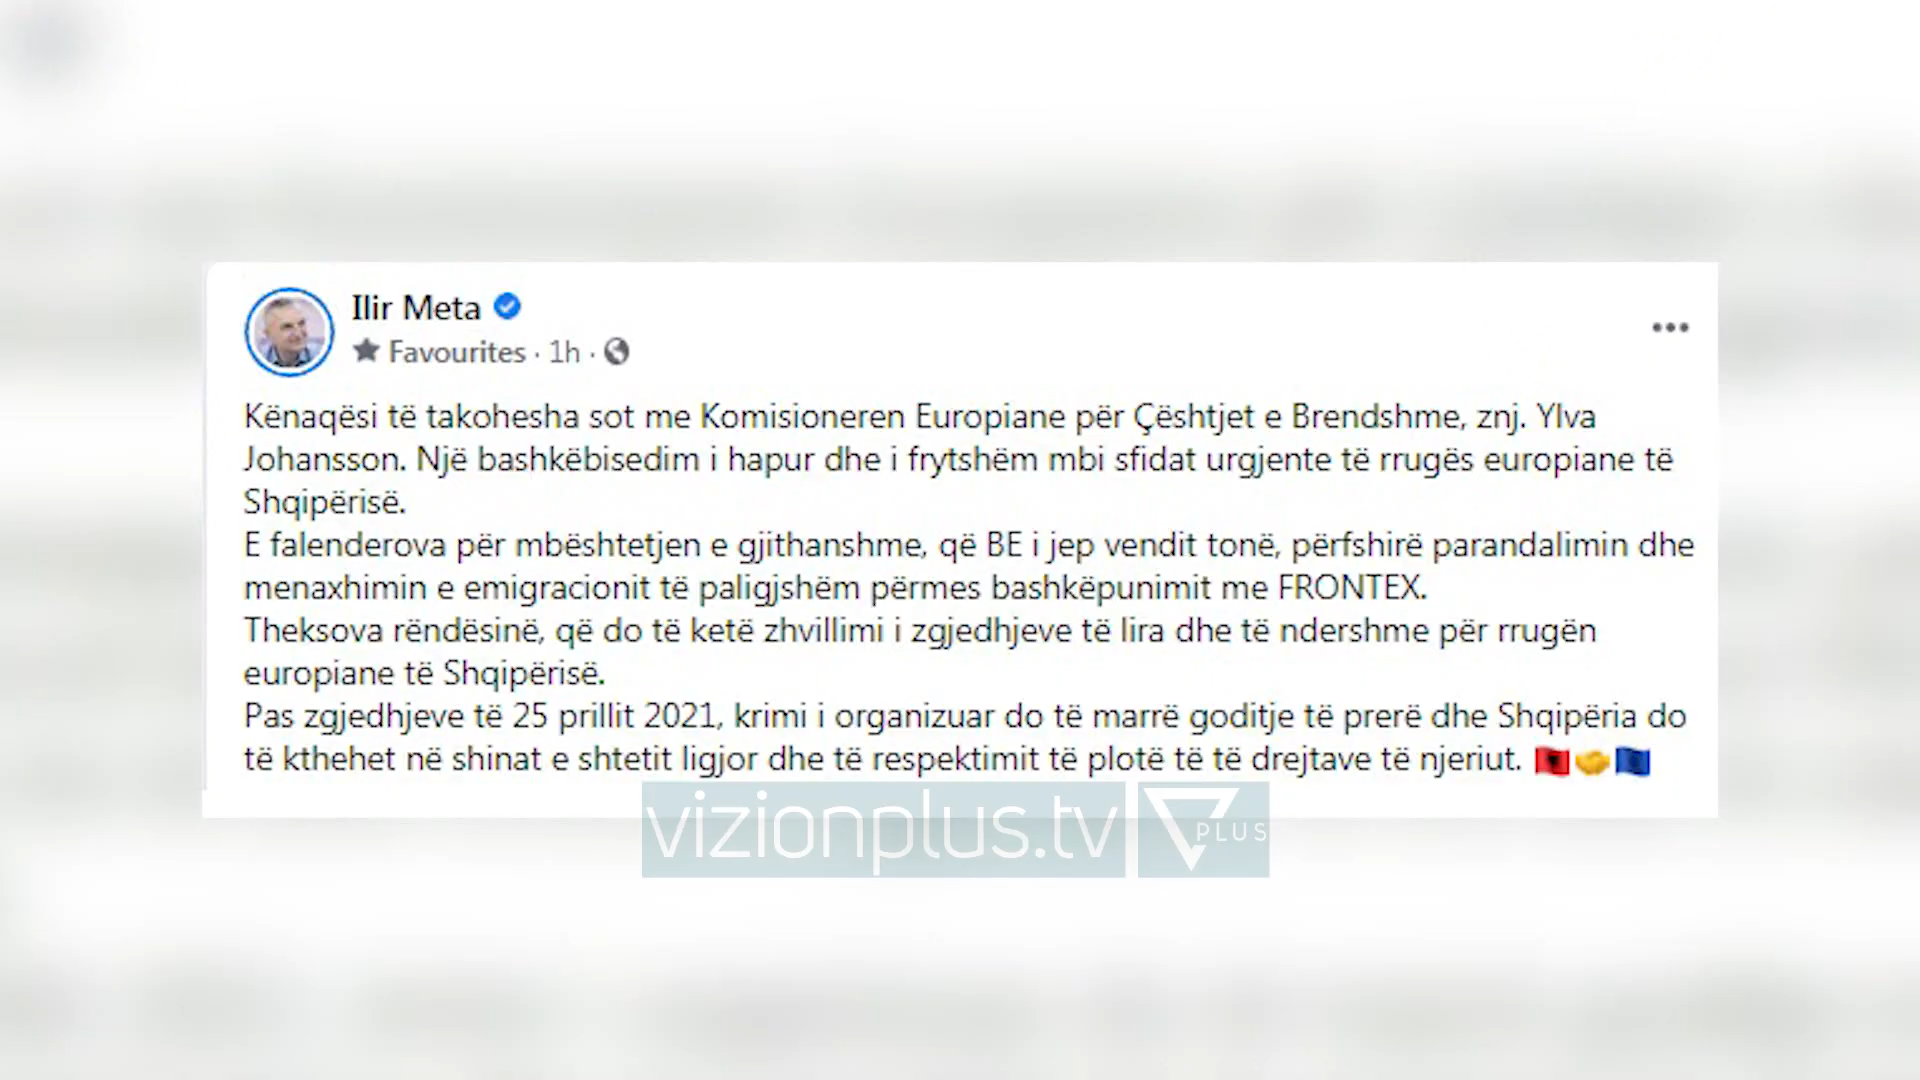 Ilir Meta
Favourites · 1h ·
Kënaqësi të takohesha sot me Komisioneren Europiane për Çështjet e Brendshme, znj. Ylva
Johansson. Një bashkëbisedim i hapur dhe i frytshëm mbi sfidat urgjente të rrugës europiane të
Shqipërisë.
E falenderova për mbështetjen e gjithanshme, që BE i jep vendit tonë, përfshirë parandalimin dhe
menaxhimin e emigracionit të paligjshëm përmes bashkëpunimit me FRONTEX.
Theksova rëndësinë, që do të ketë zhvillimi i zgjedhjeve të lira dhe të ndershme për rrugën
europiane të Shqipërisë.
Pas zgjedhjeve të 25 prillit 2021, krimi i organizuar do të marrë goditje të prerë dhe Shqipëria do
të kthehet në shinat e shtetit ligjor dhe të respektimit të plotë të të drejtave të njeriut. 🇦🇱🤝🇪🇺
vizionplus.tv PLUS